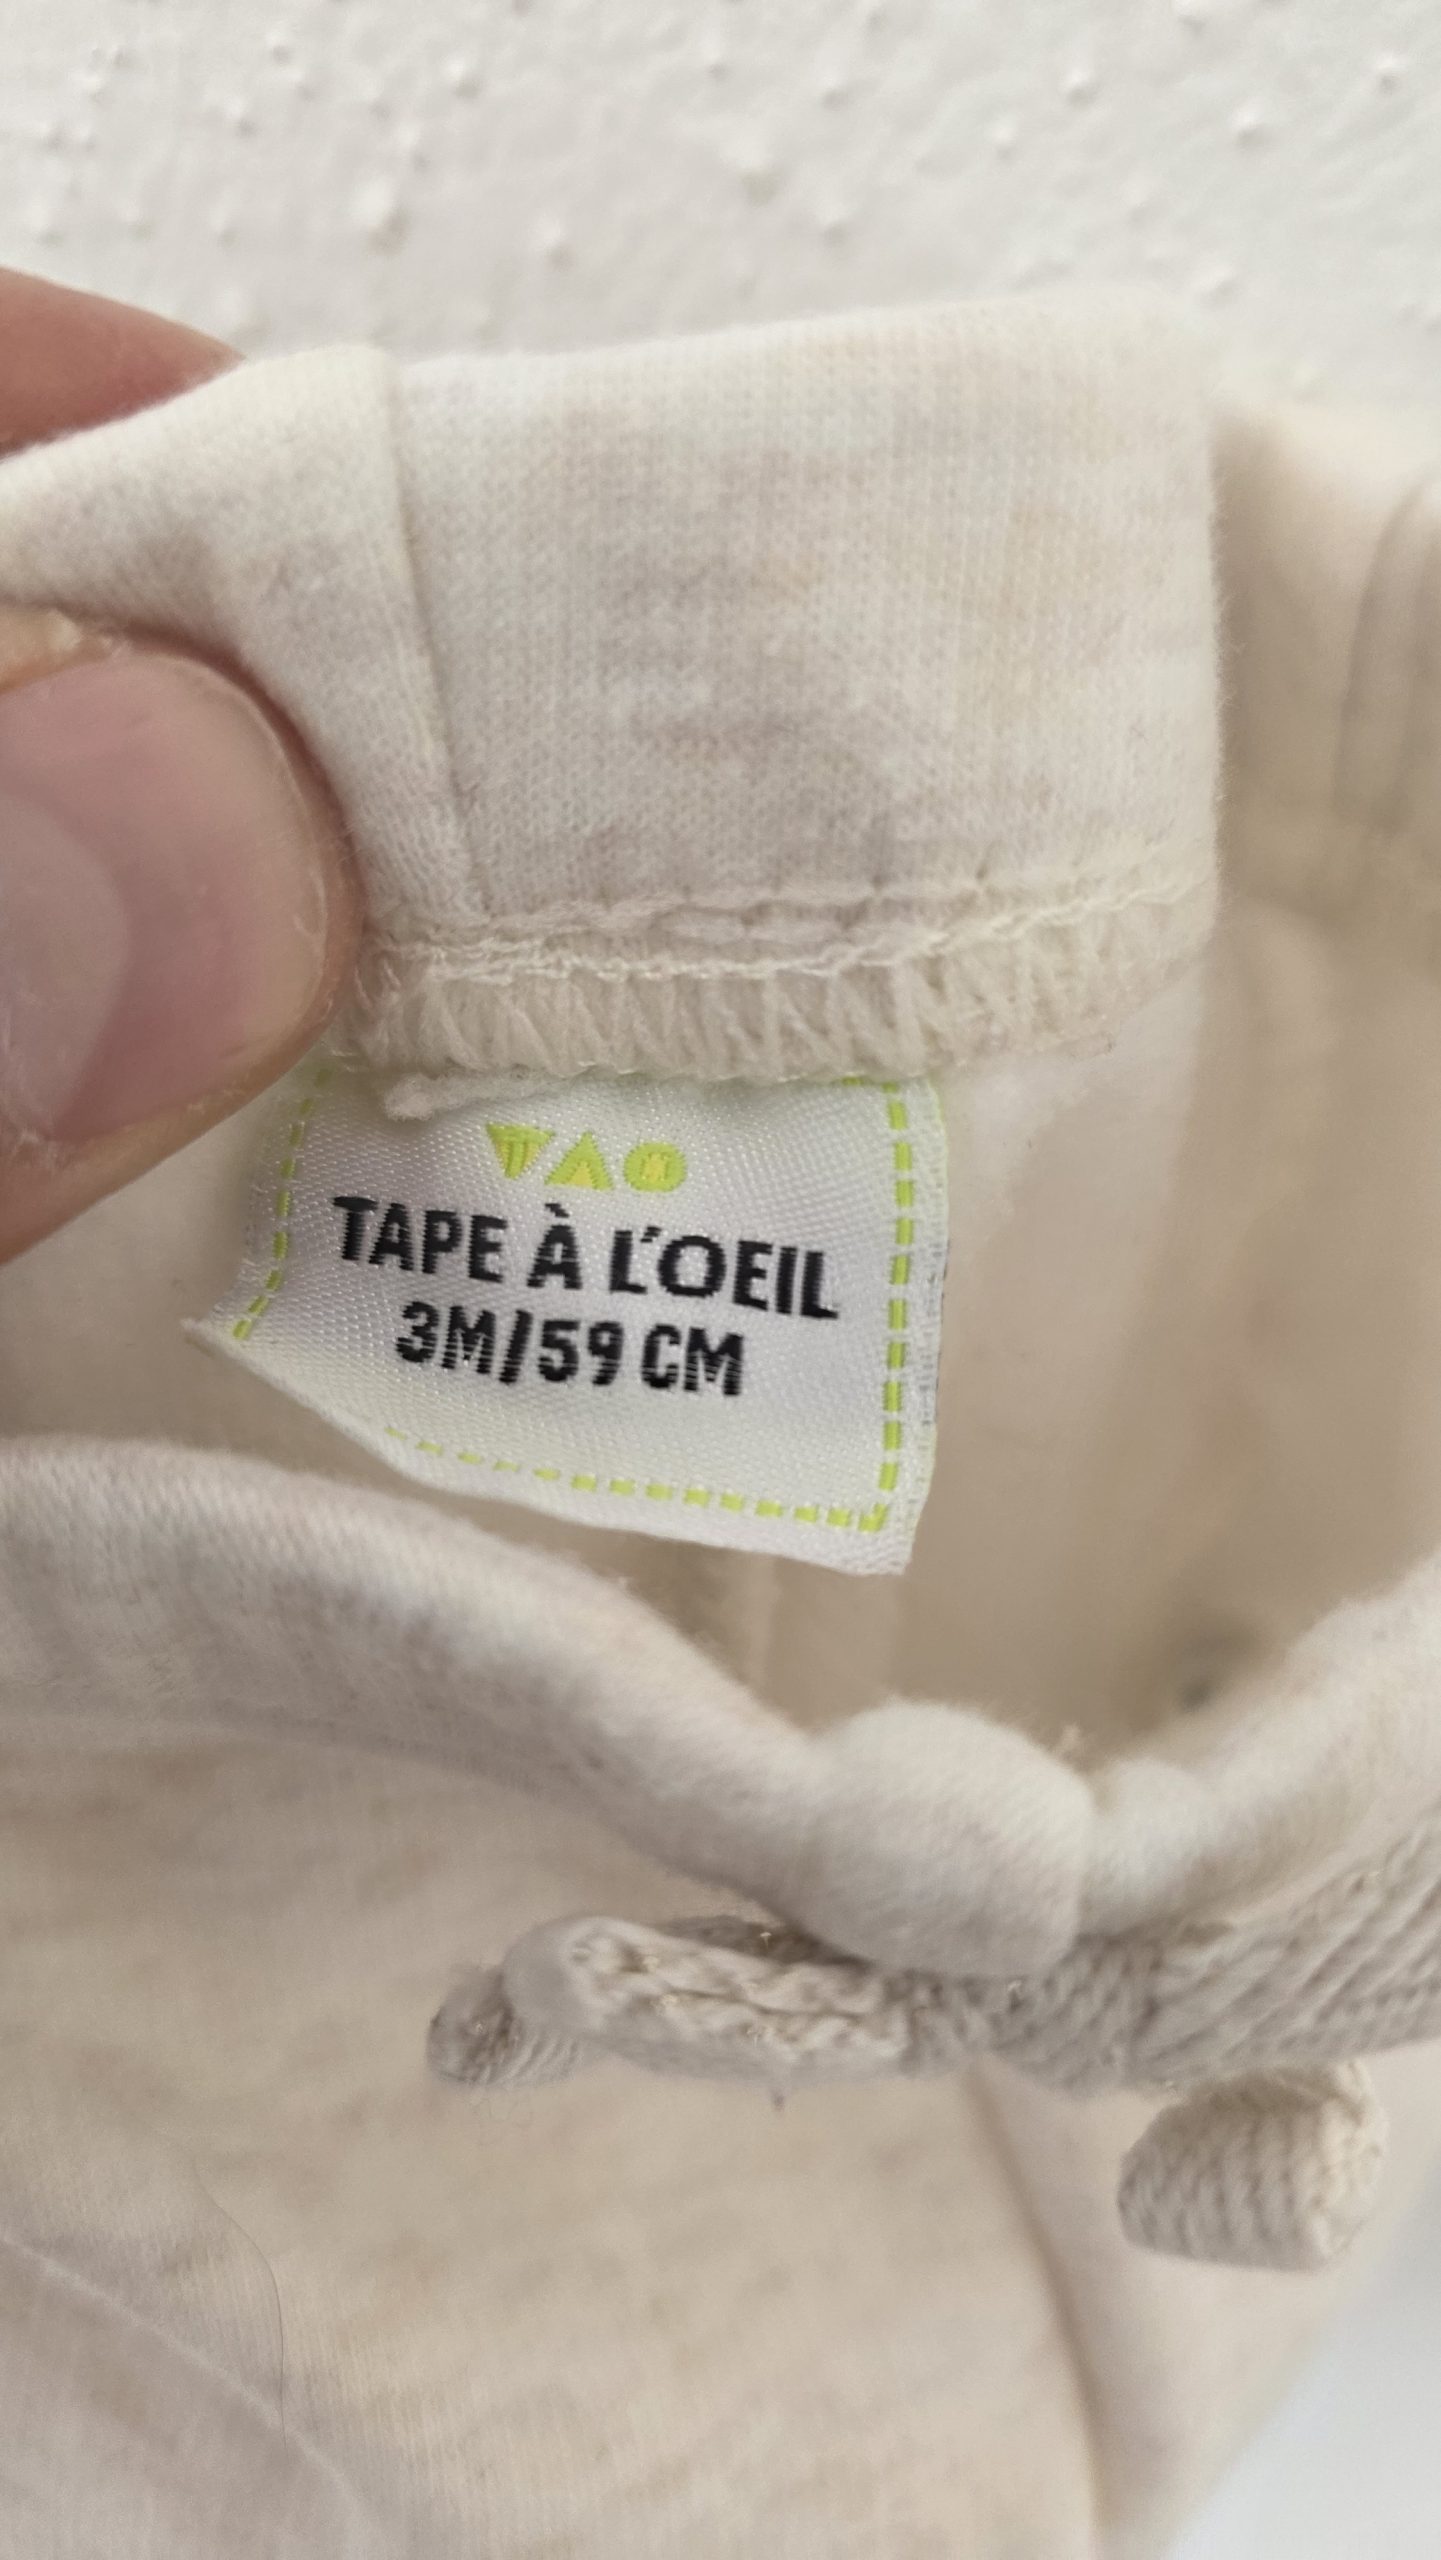 TAO
TAPE À L'OEIL
3M/59 CM